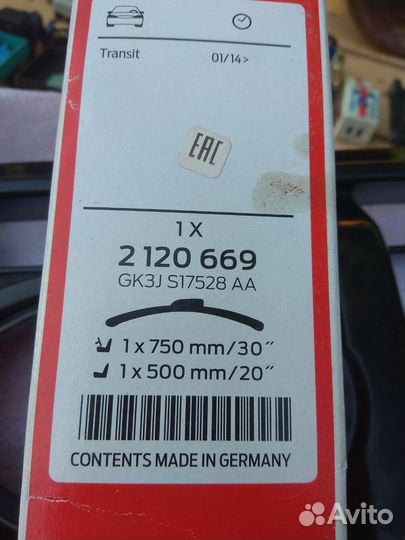 Transit 01/14>
EAC
1 X
2 120 669
GK3J S17528 AA
1 x 750 mm/30″
1 x 500 mm/20″
CONTENTS MADE IN GERMANY
Avito